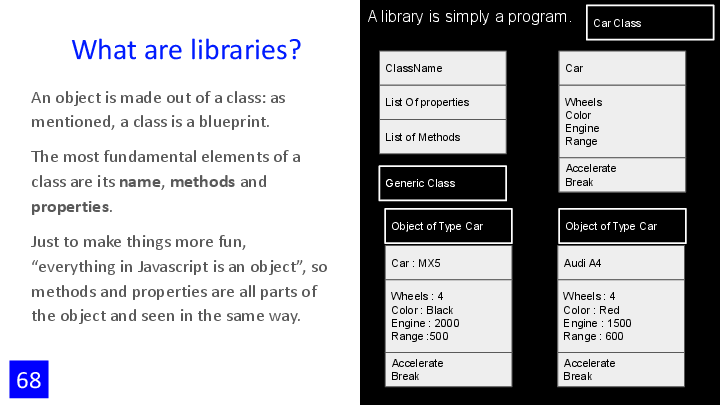 What are libraries?
An object is made out of a class: as
mentioned, a class is a blueprint.
The most fundamental elements of a
class are its name, methods and
properties.
Just to make things more fun,
“everything in Javascript is an object”, so
methods and properties are all parts of
the object and seen in the same way.
68
A library is simply a program.
Car Class
ClassName
List Of properties
List of Methods
Generic Class
Car
Wheels
Color
Engine
Range
Accelerate
Break
Object of Type Car
Car : MX5
Wheels : 4
Color : Black
Engine : 2000
Range :500
Accelerate
Break
Object of Type Car
Audi A4
Wheels : 4
Color : Red
Engine : 1500
Range : 600
Accelerate
Break